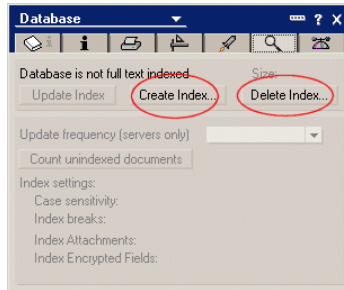 Database
? X
i i
Database is not full text indexed Size:
Update Index Create Index... Delete Index...
Update frequency (servers only)
Count unindexed documents
Index settings:
Case sensitivity:
Index breaks:
Index Attachments:
Index Encrypted Fields: